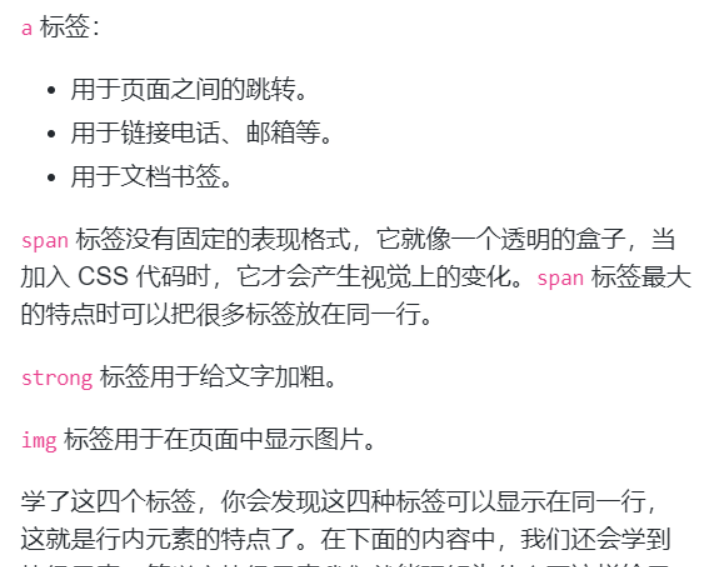 a 标签：
用于页面之间的跳转。
用于链接电话、邮箱等。
用于文档书签。
span 标签没有固定的表现格式，它就像一个透明的盒子，当
加入 CSS 代码时，它才会产生视觉上的变化。span 标签最大
的特点时可以把很多标签放在同一行。
strong 标签用于给文字加粗。
img 标签用于在页面中显示图片。
学了这四个标签，你会发现这四种标签可以显示在同一行，
这就是行内元素的特点了。在下面的内容中，我们还会学到